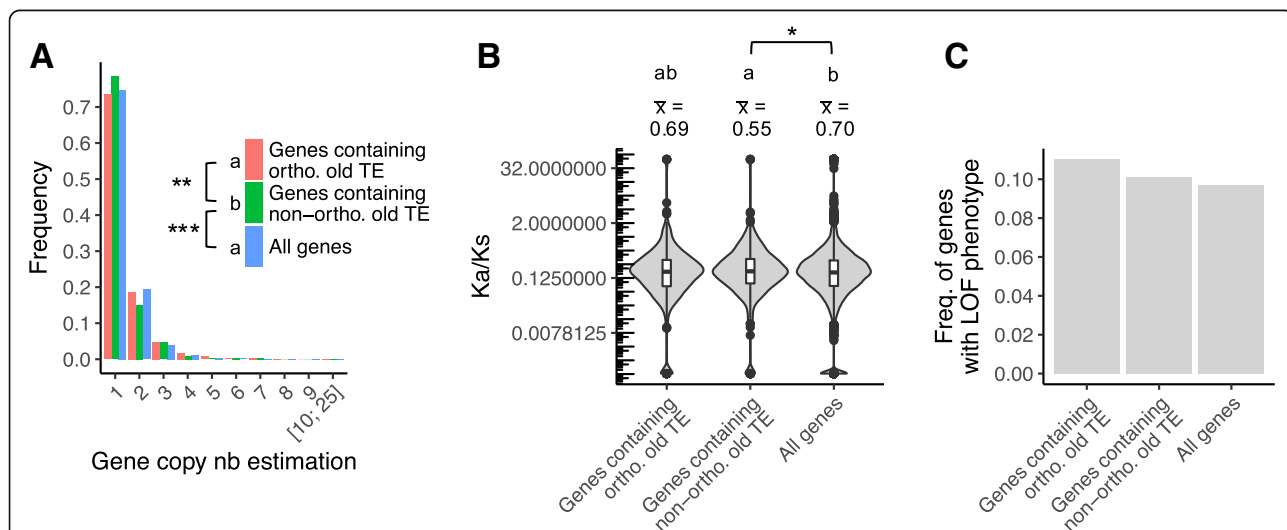 A
Frequency
0.7
0.6
0.5
0.4
0.3
0.2
0.1
0.0
**
***
a
Genes containing
ortho. old TE
b
Genes containing
non−ortho. old TE
a
All genes
1
2
3
4
5
6
7
8
9
[10; 25]
Gene copy nb estimation
B
*
ab
a
b
x̅ =
0.69
x̅ =
0.55
x̅ =
0.70
Ka/Ks
32.0000000
2.0000000
0.1250000
0.0078125
Genes containing
ortho. old TE
Genes containing
non−ortho. old TE
All genes
C
Freq. of genes
with LOF phenotype
0.10
0.08
0.06
0.04
0.02
0.00
Genes containing
ortho. old TE
Genes containing
non−ortho. old TE
All genes